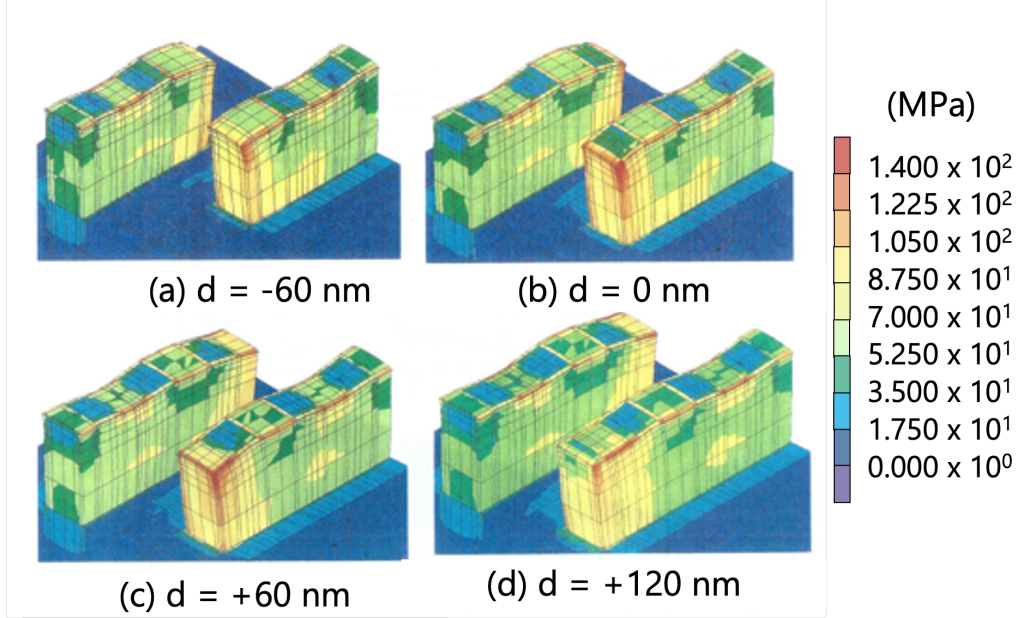 (MPa)
1.400 x 10²
1.225 x 10²
1.050 x 10²
8.750 x 10¹
7.000 x 10¹
5.250 x 10¹
3.500 x 10¹
1.750 x 10¹
0.000 x 10⁰
(a) d = -60 nm
(b) d = 0 nm
(c) d = +60 nm
(d) d = +120 nm